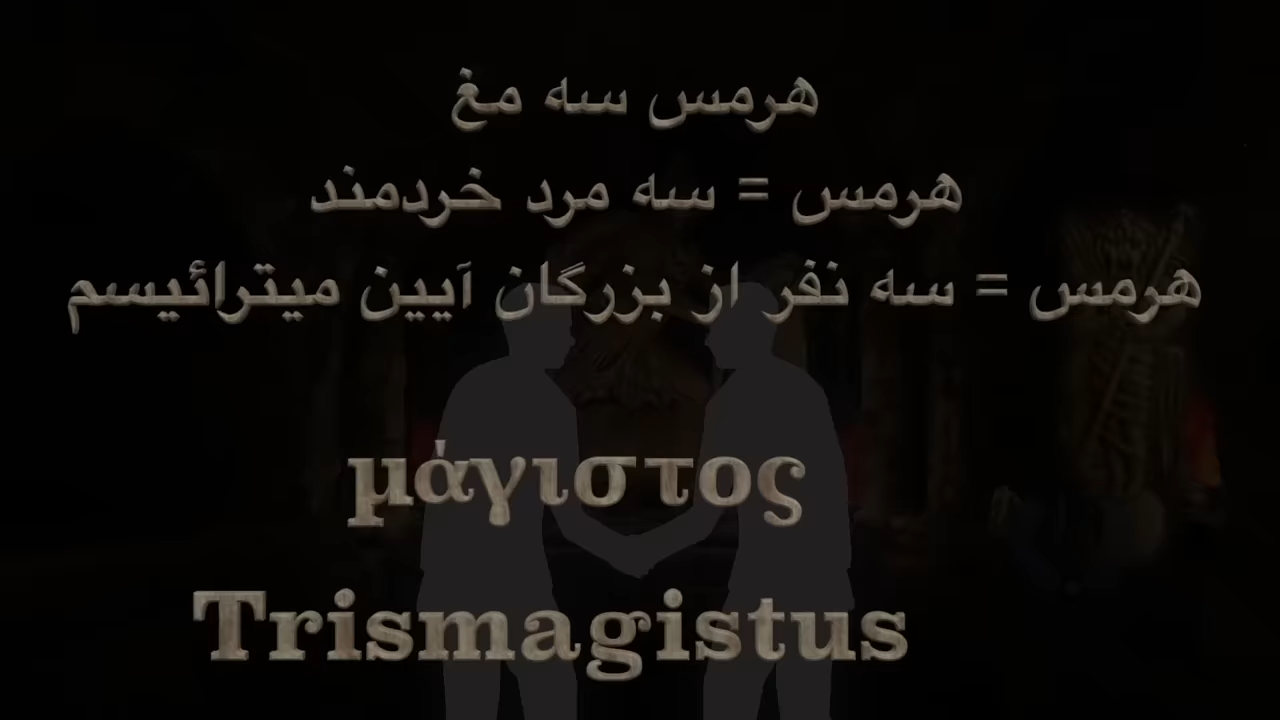 هرمس سه مغ
هرمس = سه مرد خردمند
هرمس = سه نفر از بزرگان آیین میترائیسم
μάγιστος
Trismagistus